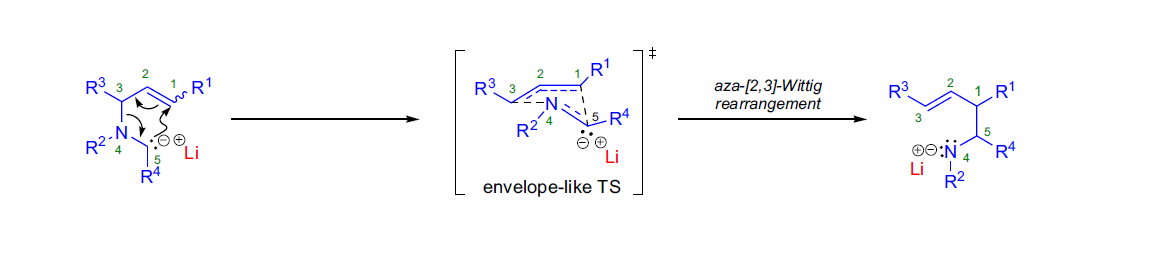 R3 3 2 1 R1
N
R2 4 ⊖ ⊕ Li
5
R4
R3 3 2 1 R1
N
R2 4 5 R4
⊖ ⊕
Li
‡
envelope-like TS
aza-[2,3]-Wittig
rearrangement
R3 2 1 R1
3
5
⊕⊖ N 4 R4
Li
R2